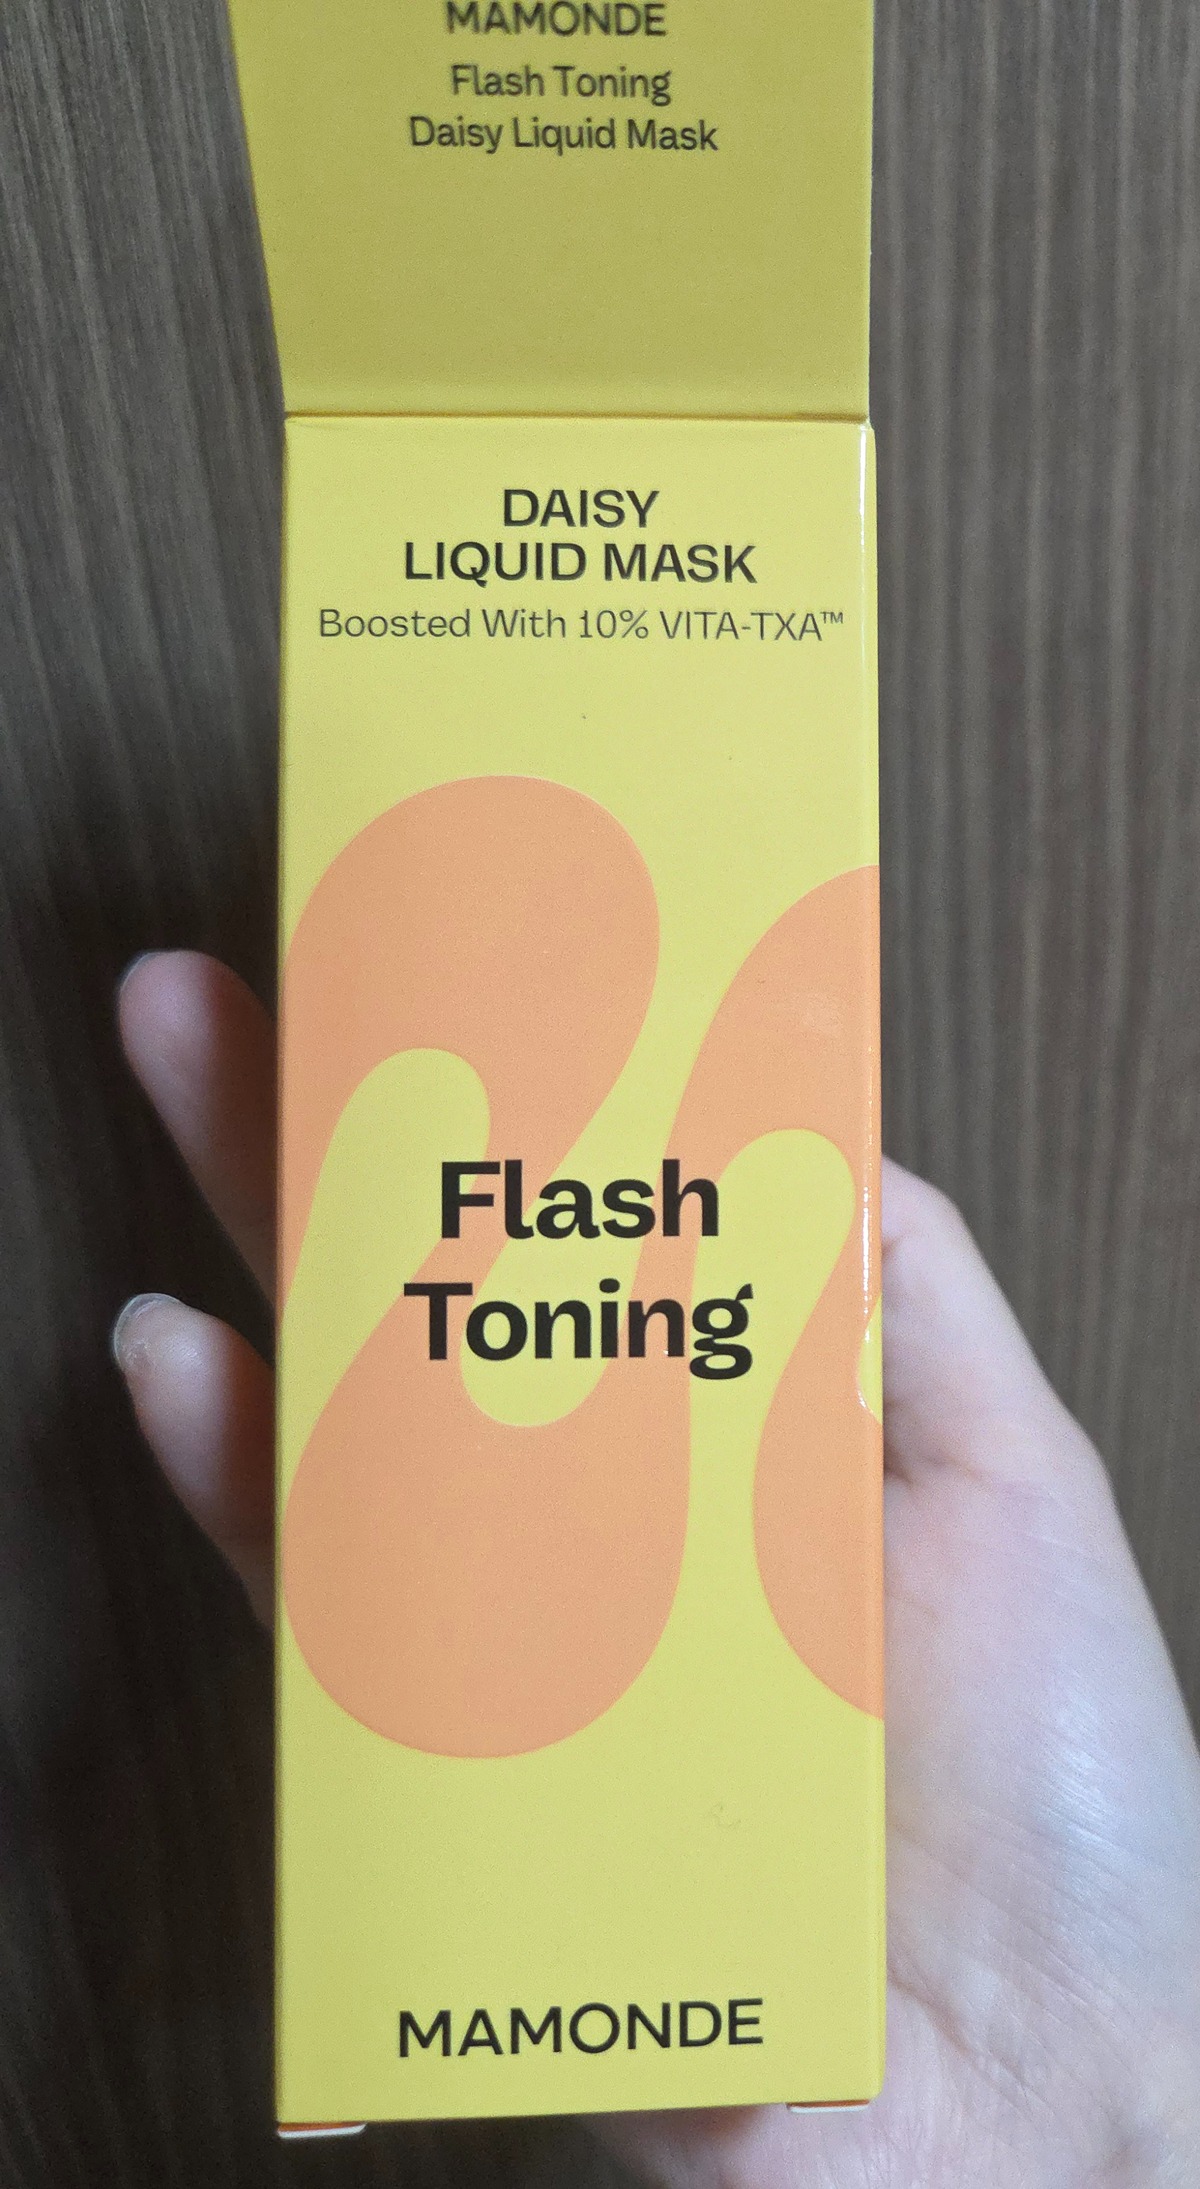 MAMONDE
Flash Toning
Daisy Liquid Mask
DAISY
LIQUID MASK
Boosted With 10% VITA-TXA™
Flash
Toning
MAMONDE